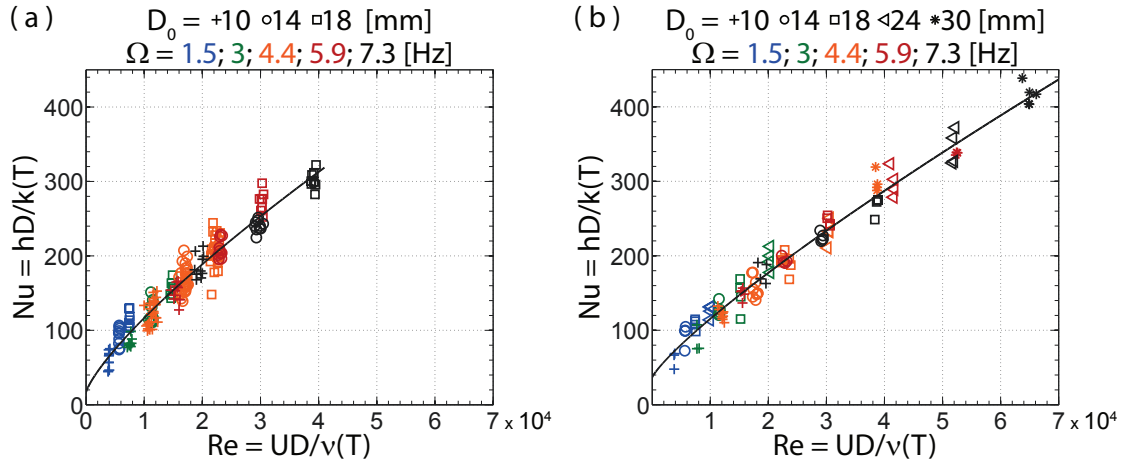 (a)
D₀ = +10 ○14 □18 [mm]
Ω = 1.5; 3; 4.4; 5.9; 7.3 [Hz]
Nu = hD/k(T)
400
300
200
100
0
0 1 2 3 4 5 6 7 × 10⁴
Re = UD/ν(T)
(b)
D₀ = +10 ○14 □18 ◁24 *30 [mm]
Ω = 1.5; 3; 4.4; 5.9; 7.3 [Hz]
Nu = hD/k(T)
400
300
200
100
0
1 2 3 4 5 6 7 × 10⁴
Re = UD/ν(T)